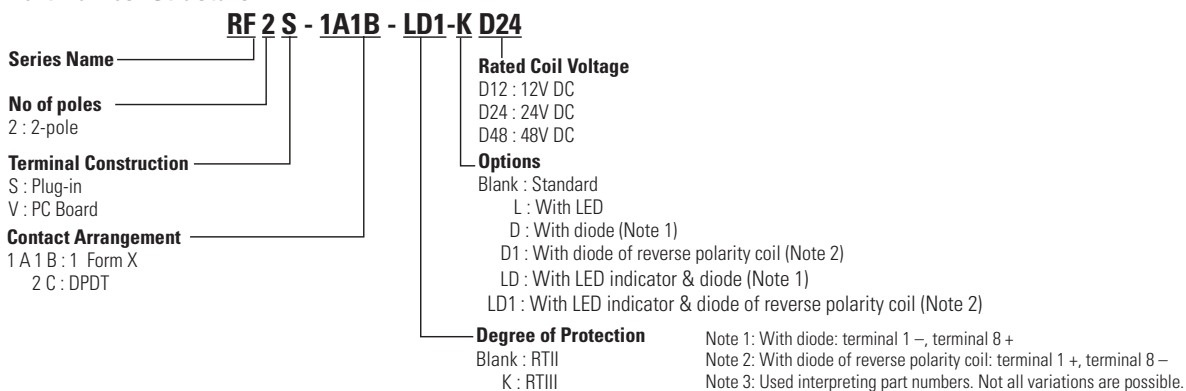 RF 2 S - 1A1B - LD1-K D24
Series Name
No of poles
2 : 2-pole
Terminal Construction
S : Plug-in
V : PC Board
Contact Arrangement
1 A 1 B : 1 Form X
2 C : DPDT
Rated Coil Voltage
D12 : 12V DC
D24 : 24V DC
D48 : 48V DC
Options
Blank : Standard
L : With LED
D : With diode (Note 1)
D1 : With diode of reverse polarity coil (Note 2)
LD : With LED indicator & diode (Note 1)
LD1 : With LED indicator & diode of reverse polarity coil (Note 2)
Degree of Protection
Blank : RTII
K : RTIII
Note 1: With diode: terminal 1 –, terminal 8 +
Note 2: With diode of reverse polarity coil: terminal 1 +, terminal 8 –
Note 3: Used interpreting part numbers. Not all variations are possible.